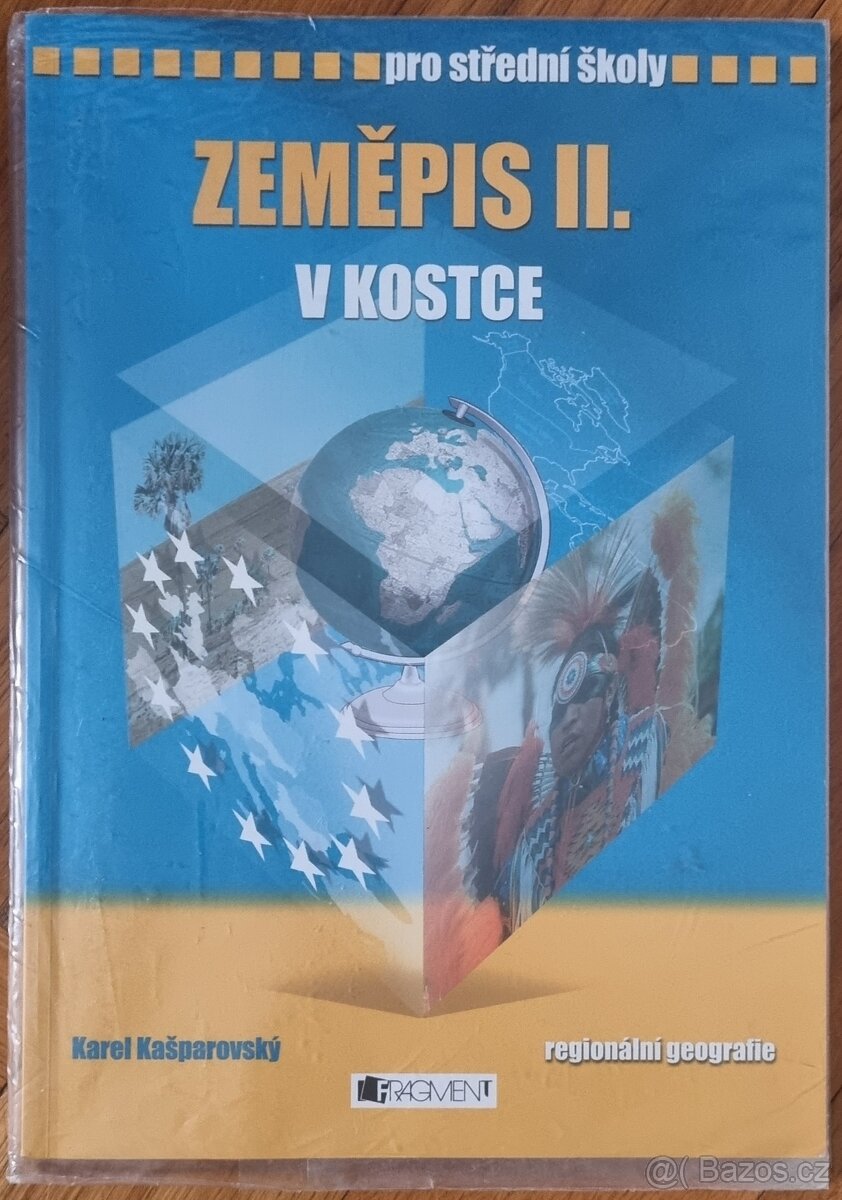 pro střední školy
ZEMĚPIS II.
V KOSTCE
Karel Kašparovský
regionální geografie
FRAGMENT
@( Bazos.cz